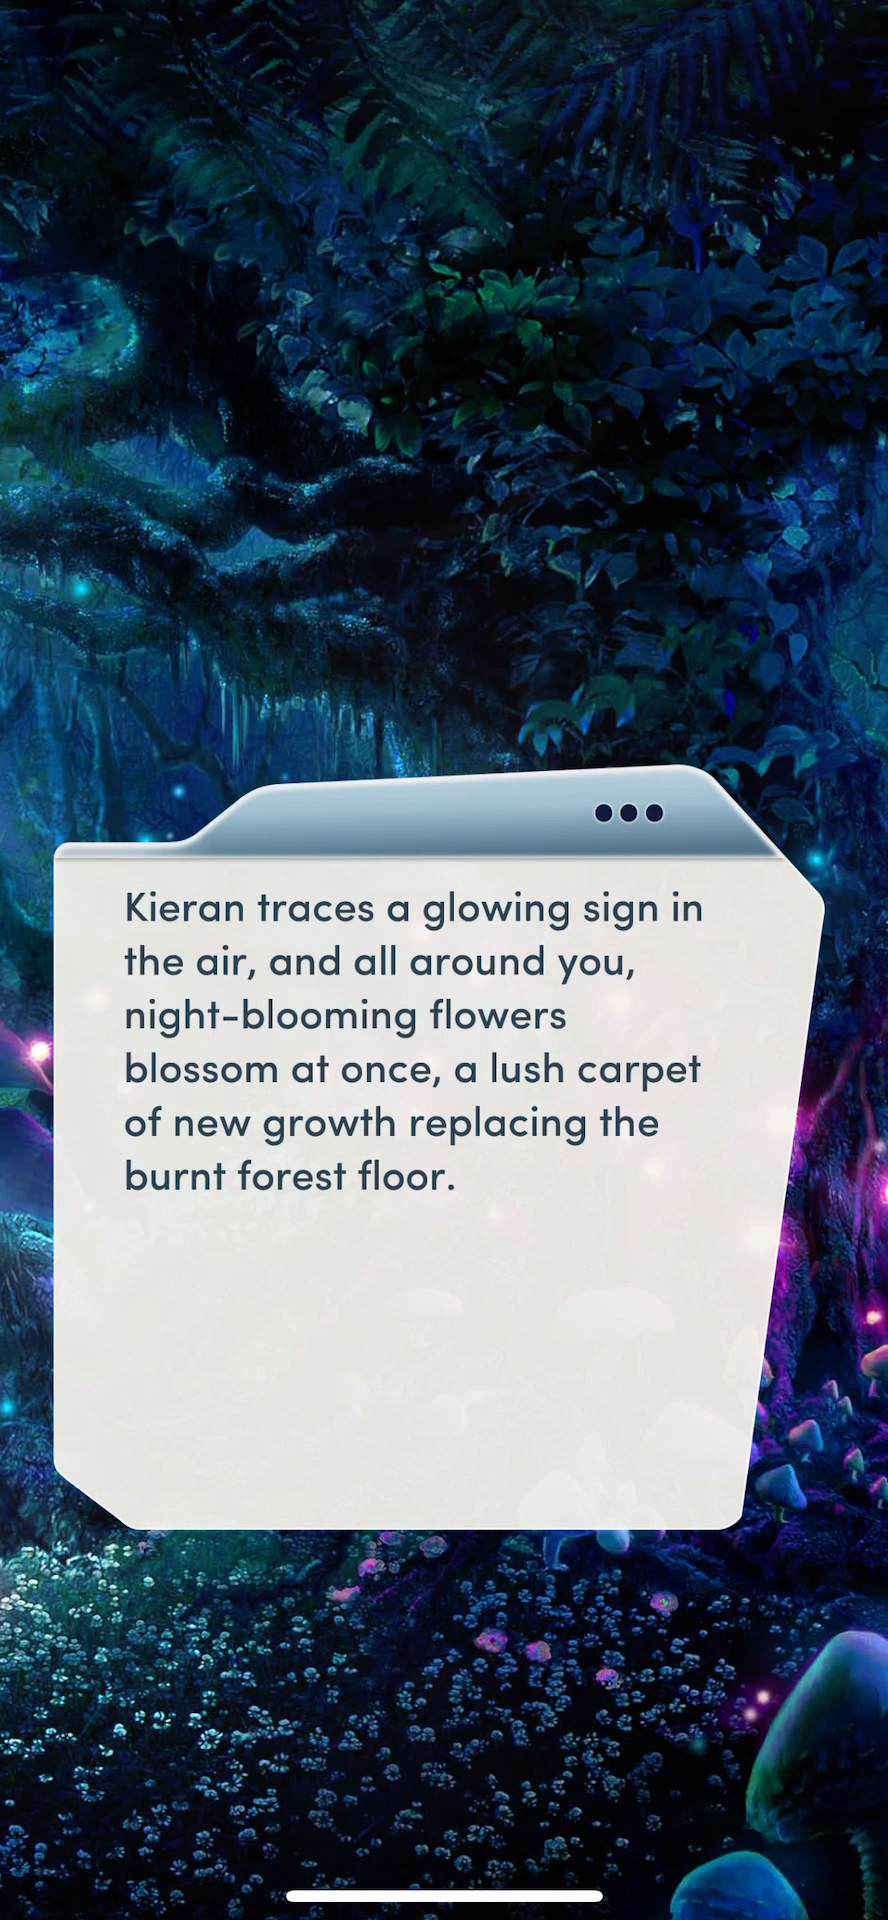 Kieran traces a glowing sign in
the air, and all around you,
night-blooming flowers
blossom at once, a lush carpet
of new growth replacing the
burnt forest floor.